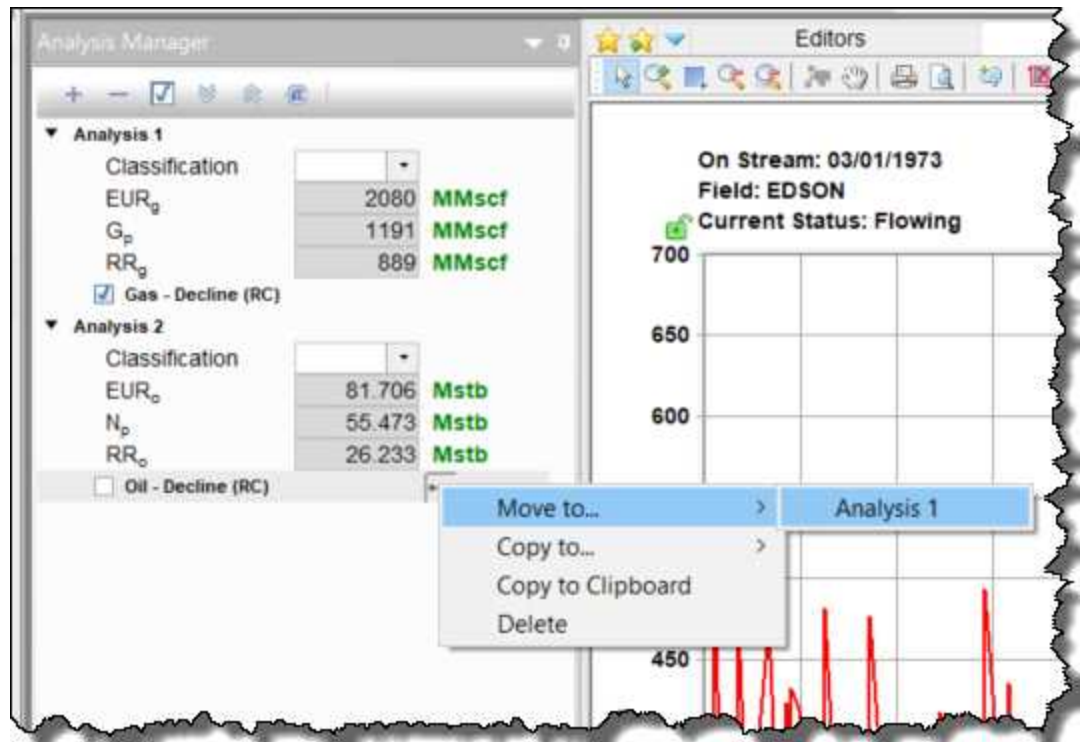 Analysis Manager
Editors
Analysis 1
Classification
EURg 2080 MMscf
Gp 1191 MMscf
RRg 889 MMscf
Gas - Decline (RC)
Analysis 2
Classification
EURo 81.706 Mstb
Np 55.473 Mstb
RRo 26.233 Mstb
Oil - Decline (RC)
Move to...
Analysis 1
Copy to...
Copy to Clipboard
Delete
On Stream: 03/01/1973
Field: EDSON
Current Status: Flowing
700
650
600
450